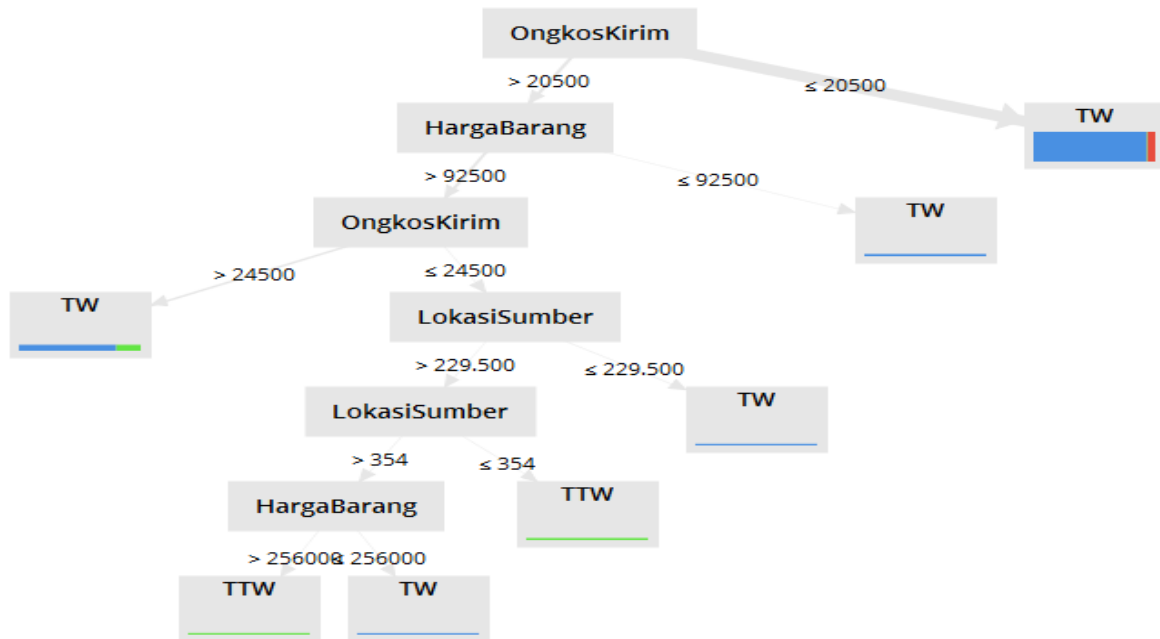 OngkosKirim
> 20500
≤ 20500
TW
HargaBarang
> 92500
≤ 92500
TW
OngkosKirim
> 24500
≤ 24500
TW
LokasiSumber
> 229.500
≤ 229.500
TW
LokasiSumber
> 354
≤ 354
TTW
HargaBarang
> 256000
≤ 256000
TTW
TW